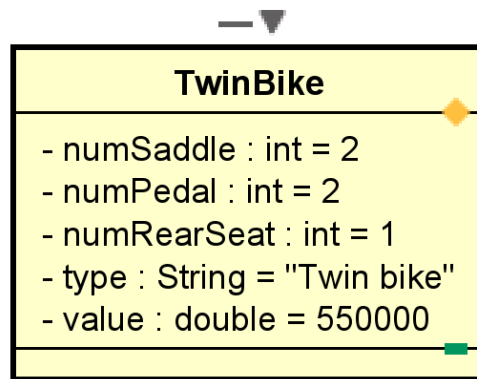 TwinBike
- numSaddle : int = 2
- numPedal : int = 2
- numRearSeat : int = 1
- type : String = "Twin bike"
- value : double = 550000